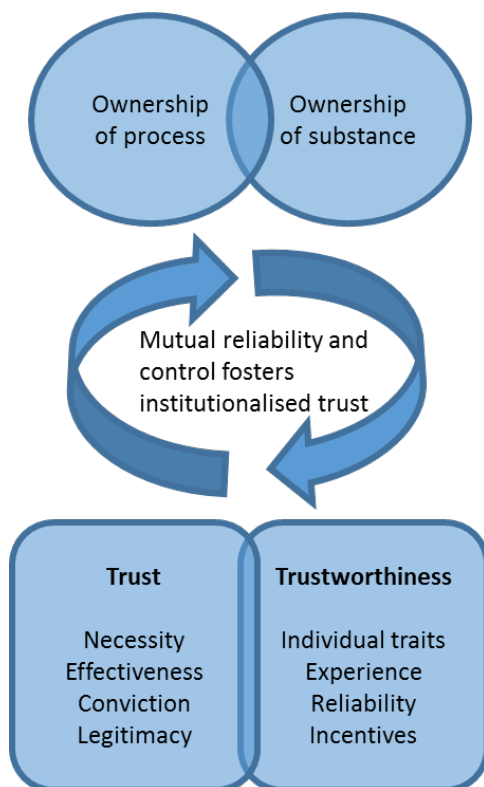 Ownership
of process
Ownership
of substance
Mutual reliability and
control fosters
institutionalised trust
Trust
Necessity
Effectiveness
Conviction
Legitimacy
Trustworthiness
Individual traits
Experience
Reliability
Incentives